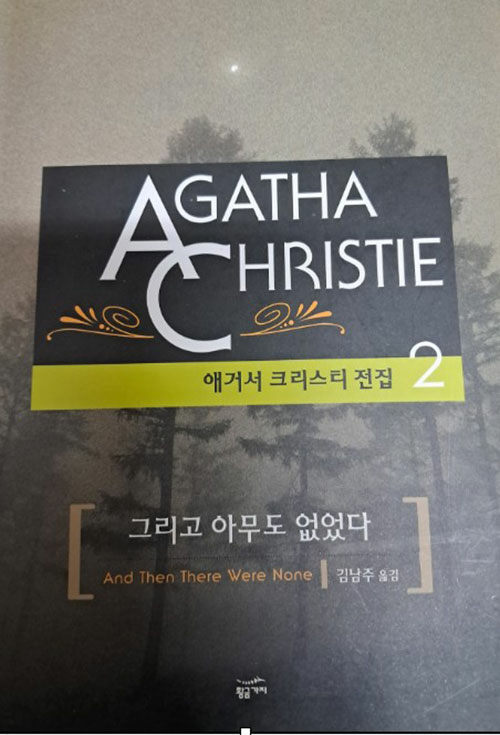 AGATHA
CHRISTIE
애거서 크리스티 전집 2
그리고 아무도 없었다
And Then There Were None | 김남주 옮김
황금가지